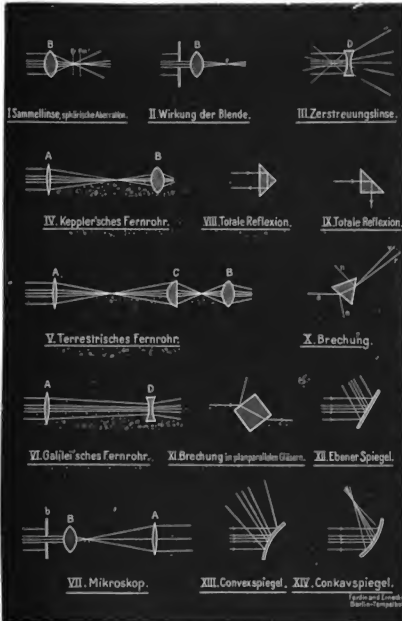 B
B
D
I Sammellinse, sphärische Aberration.
II Wirkung der Blende.
III. Zerstreuungslinse.
A
B
IV. Keppler'sches Fernrohr.
VIII. Totale Reflexion.
IX. Totale Reflexion.
A
C
B
V. Terrestrisches Fernrohr.
X. Brechung.
A
D
VI. Galilei'sches Fernrohr.
XI. Brechung in planparallelen Gläsern.
XII. Ebener Spiegel.
b
B
A
VII. Mikroskop.
XIII. Convexspiegel.
XIV. Conkavspiegel.